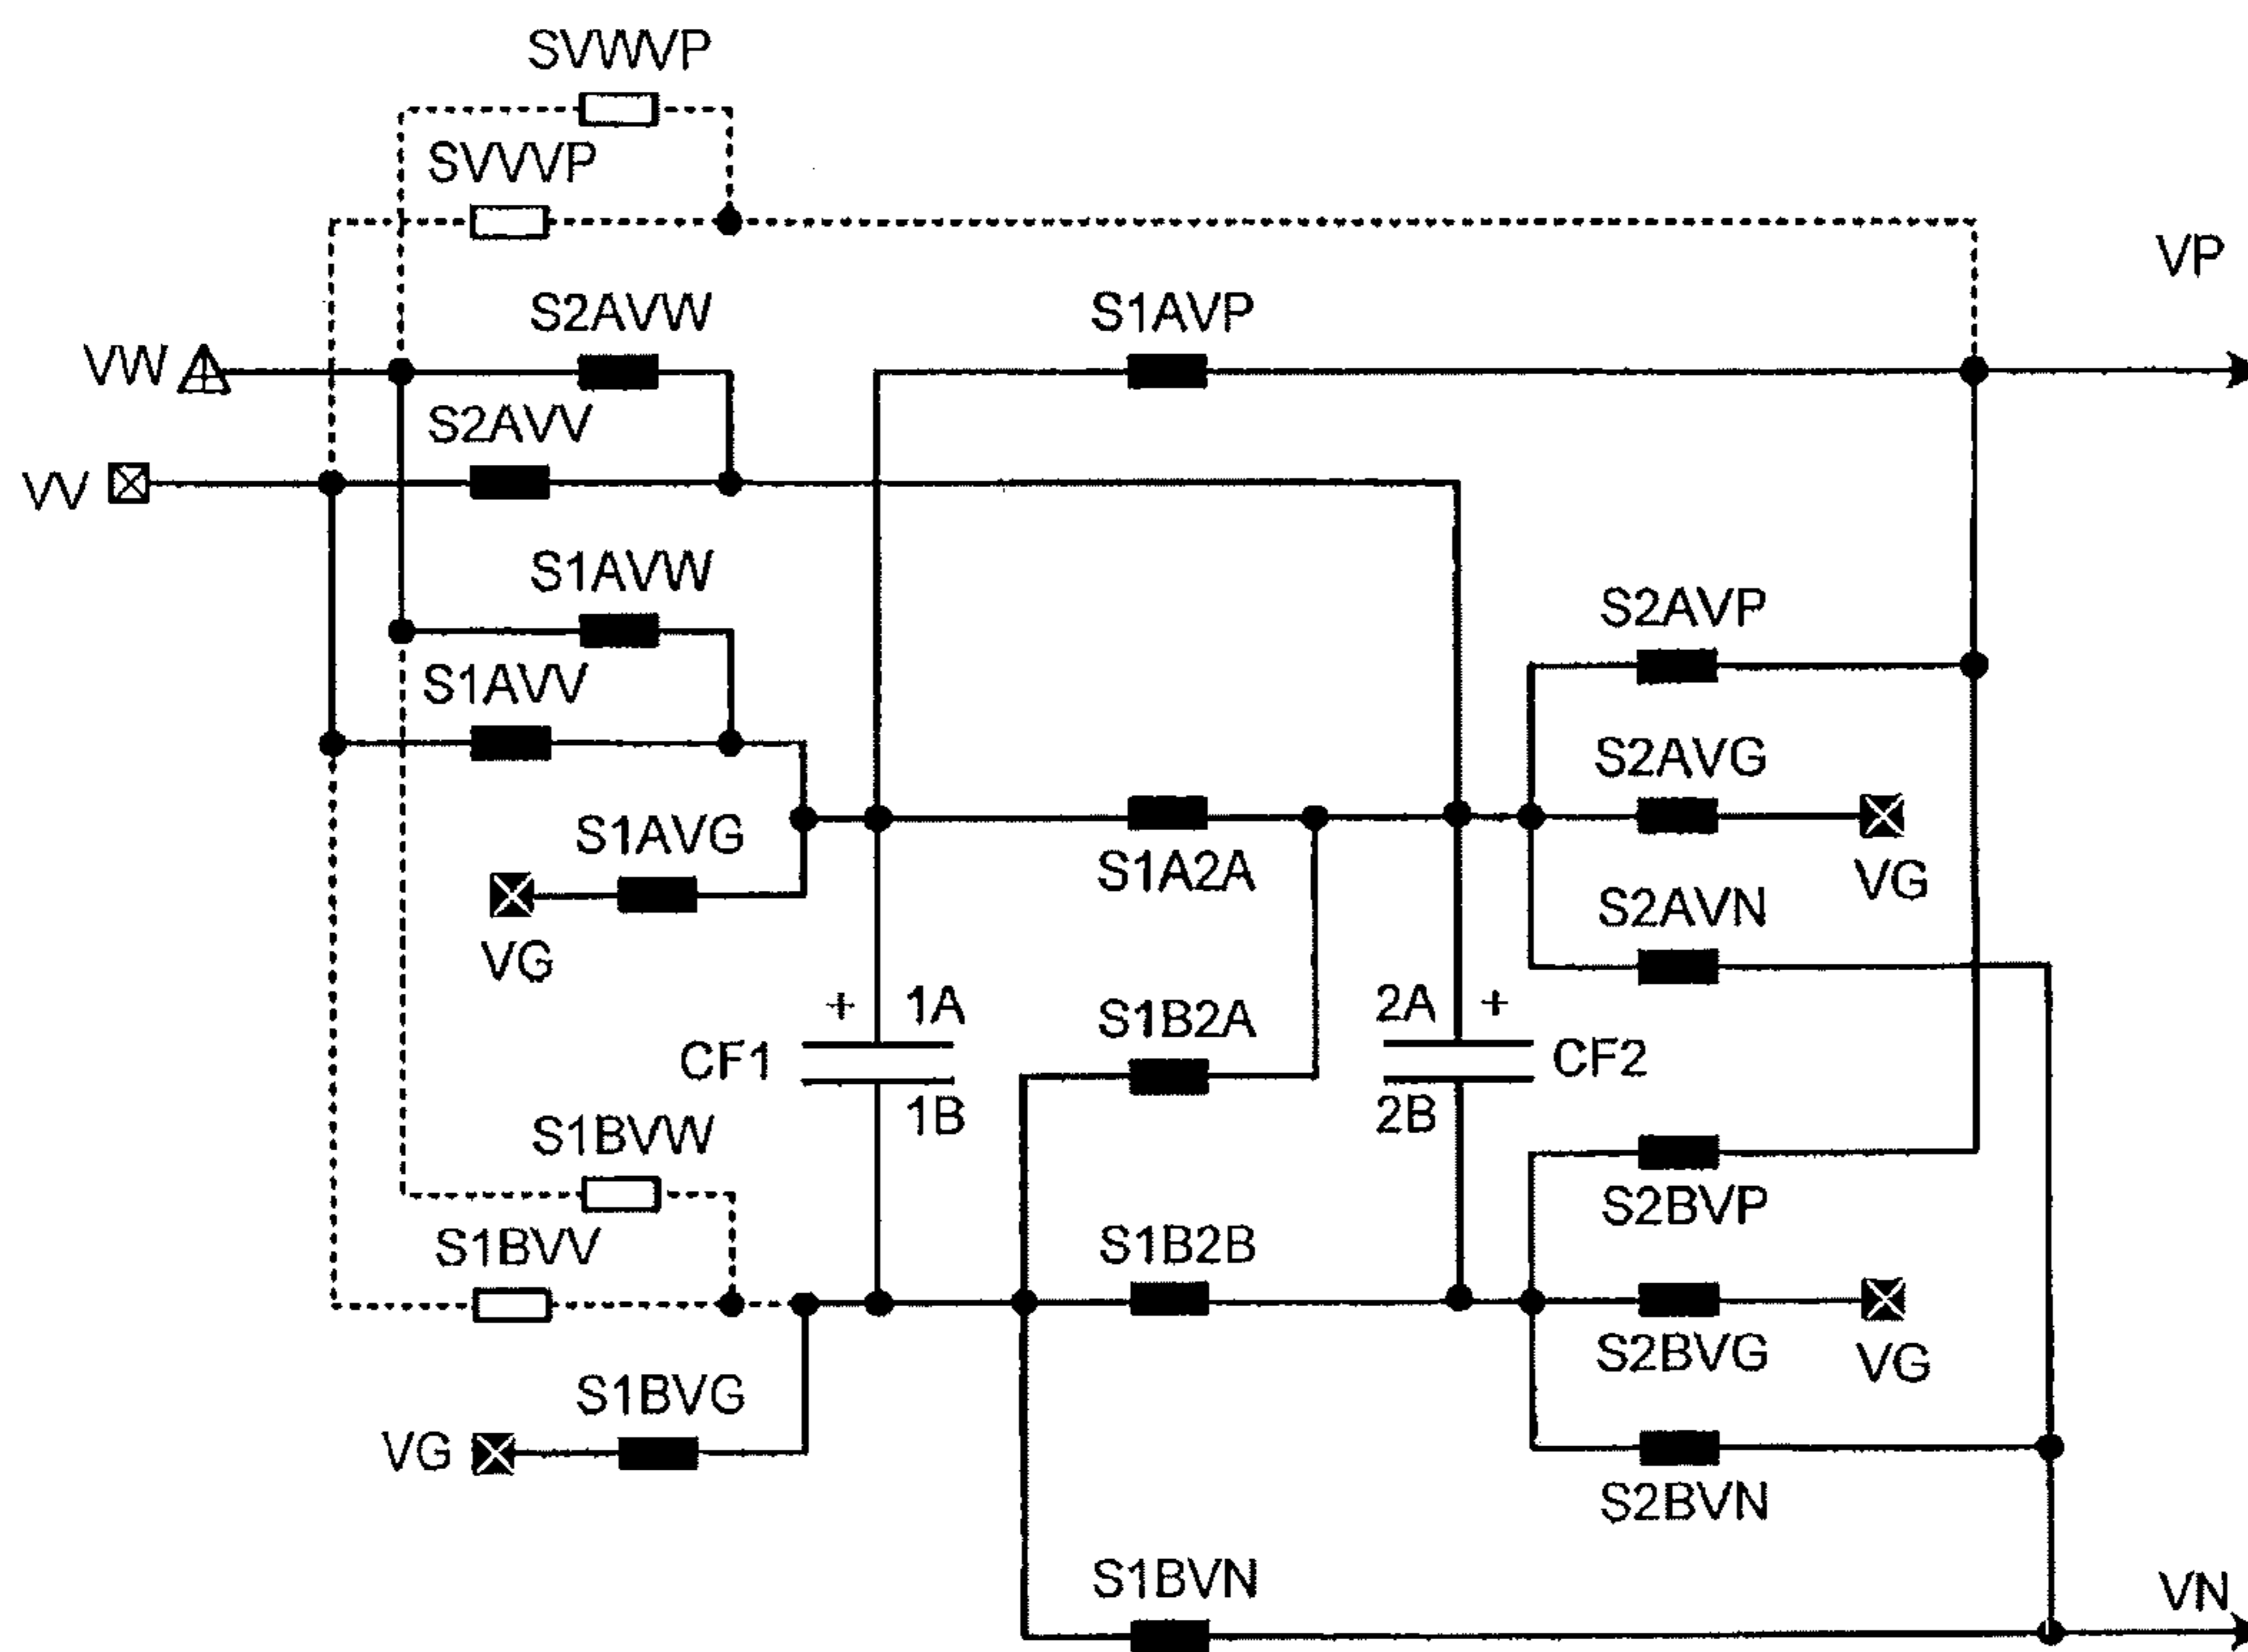 SVWVP
SVVVP
VP
S2AVW
S1AVP
VW
S2AVV
VV
S1AVW
S2AVP
S1AVV
S2AVG
S1AVG
S1A2A
VG
S2AVN
VG
+ 1A
S1B2A
2A +
CF1
CF2
1B
2B
S1BVW
S2BVP
S1BVV
S1B2B
S2BVG
VG
S1BVG
VG
S2BVN
S1BVN
VN